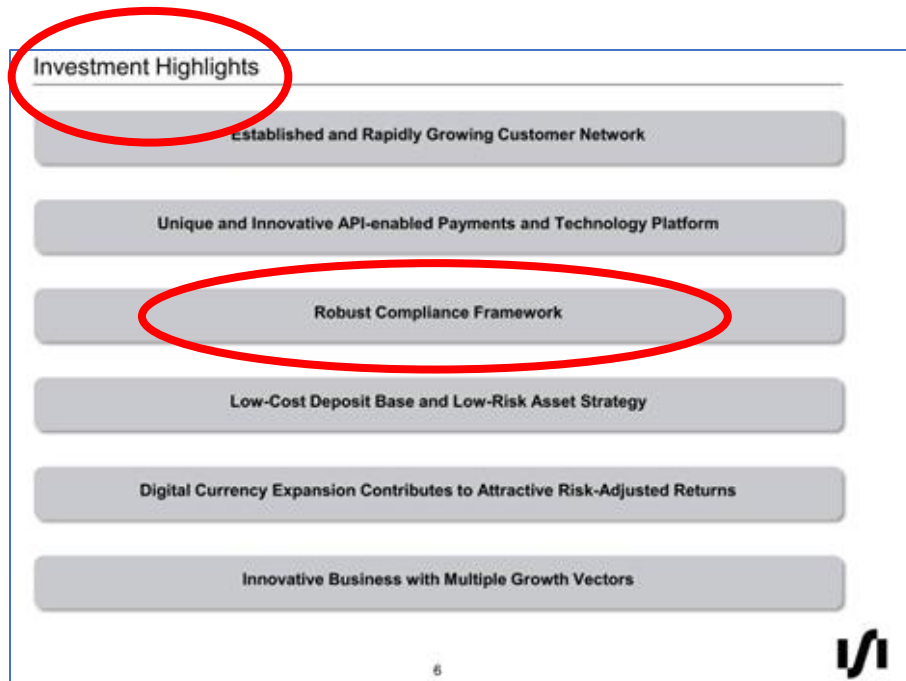 Investment Highlights
Established and Rapidly Growing Customer Network
Unique and Innovative API-enabled Payments and Technology Platform
Robust Compliance Framework
Low-Cost Deposit Base and Low-Risk Asset Strategy
Digital Currency Expansion Contributes to Attractive Risk-Adjusted Returns
Innovative Business with Multiple Growth Vectors
6